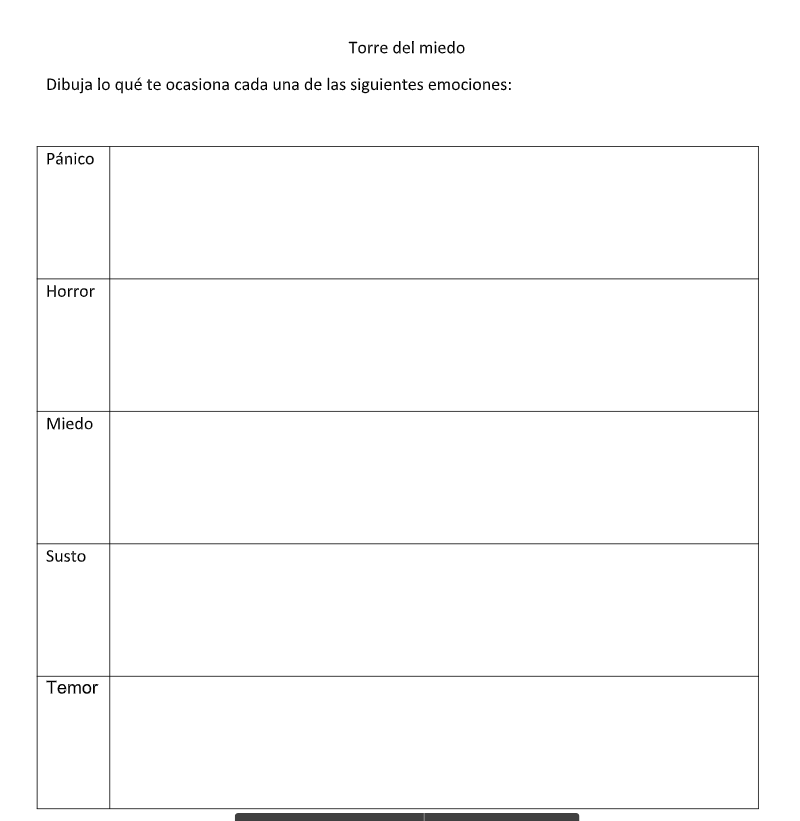 Torre del miedo
Dibuja lo qué te ocasiona cada una de las siguientes emociones:
Pánico
Horror
Miedo
Susto
Temor